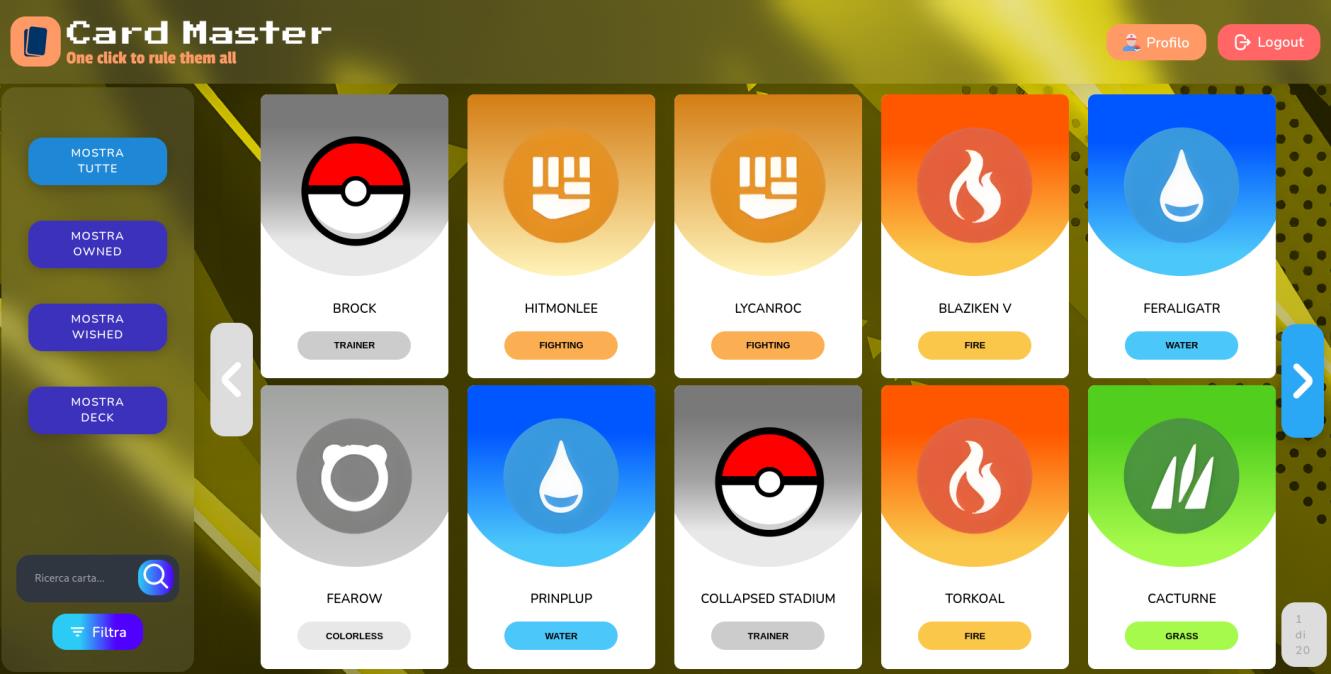 Card Master
One click to rule them all
Profilo
Logout
MOSTRA
TUTTE
MOSTRA
OWNED
MOSTRA
WISHED
MOSTRA
DECK
Ricerca carta...
Filtra
BROCK
TRAINER
HITMONLEE
FIGHTING
LYCANROC
FIGHTING
BLAZIKEN V
FIRE
FERALIGATR
WATER
FEAROW
COLORLESS
PRINPLUP
WATER
COLLAPSED STADIUM
TRAINER
TORKOAL
FIRE
CACTURNE
GRASS
1
di
20